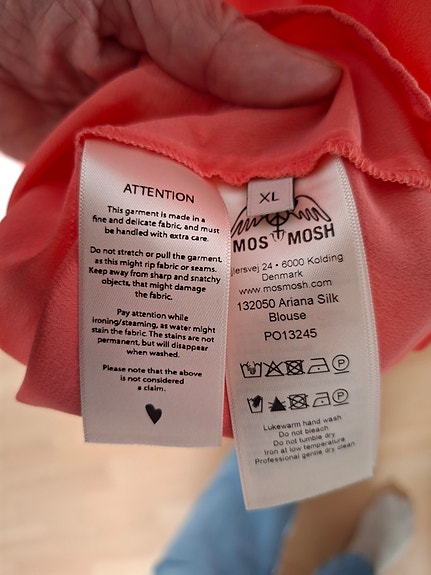 ATTENTION
This garment is made in a
fine and delicate fabric, and must
be handled with extra care.
Do not stretch or pull the garment,
as this might rip fabric or seams.
Keep away from sharp and snatchy
objects, that might damage
the fabric.
Pay attention while
ironing/steaming, as water might
stain the fabric. The stains are not
permanent, but will disappear
when washed.
Please note that the above
is not considered
a claim.
XL
MOS MOSH
lersvej 24 • 6000 Kolding
Denmark
www.mosmosh.com
132050 Ariana Silk
Blouse
PO13245
P
P
Lukewarm hand wash
Do not bleach
Do not tumble dry
Iron at low temperature
Professional gentle dry clean